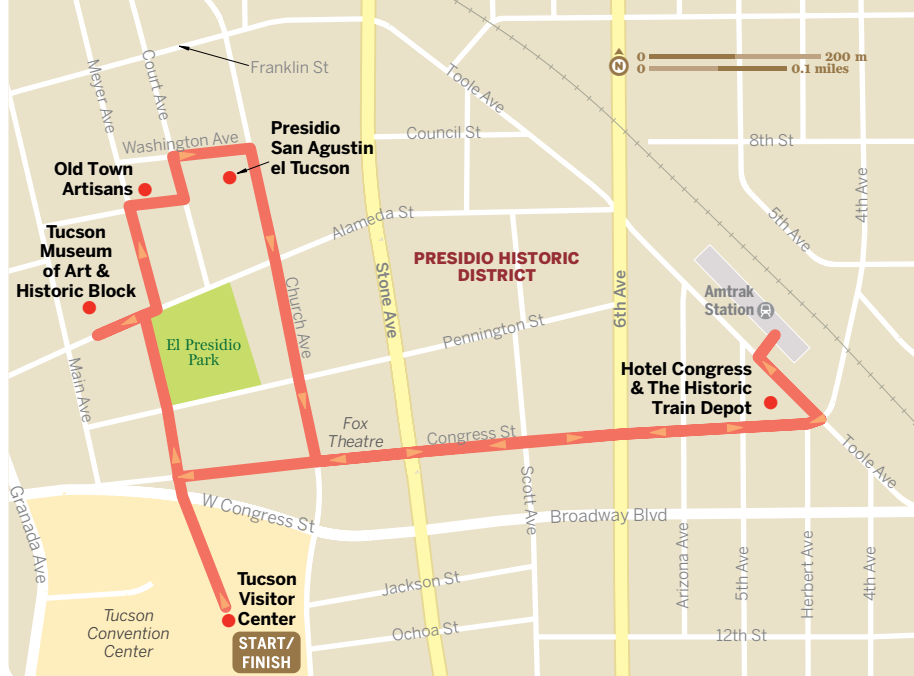 Franklin St
Meyer Ave
Court Ave
Toole Ave
N
0 200 m
0 0.1 miles
Washington Ave
Presidio
San Agustin
el Tucson
Council St
8th St
Old Town
Artisans
4th Ave
5th Ave
Alameda St
Tucson
Museum
of Art &
Historic Block
PRESIDIO HISTORIC
DISTRICT
Stone Ave
6th Ave
Church Ave
Amtrak
Station
Pennington St
El Presidio
Park
Main Ave
Hotel Congress
& The Historic
Train Depot
Fox
Theatre
Congress St
Toole Ave
Scott Ave
Granada Ave
W Congress St
Broadway Blvd
Arizona Ave
5th Ave
Herbert Ave
4th Ave
Tucson
Visitor
Center
Jackson St
Tucson
Convention
Center
Ochoa St
12th St
START/
FINISH